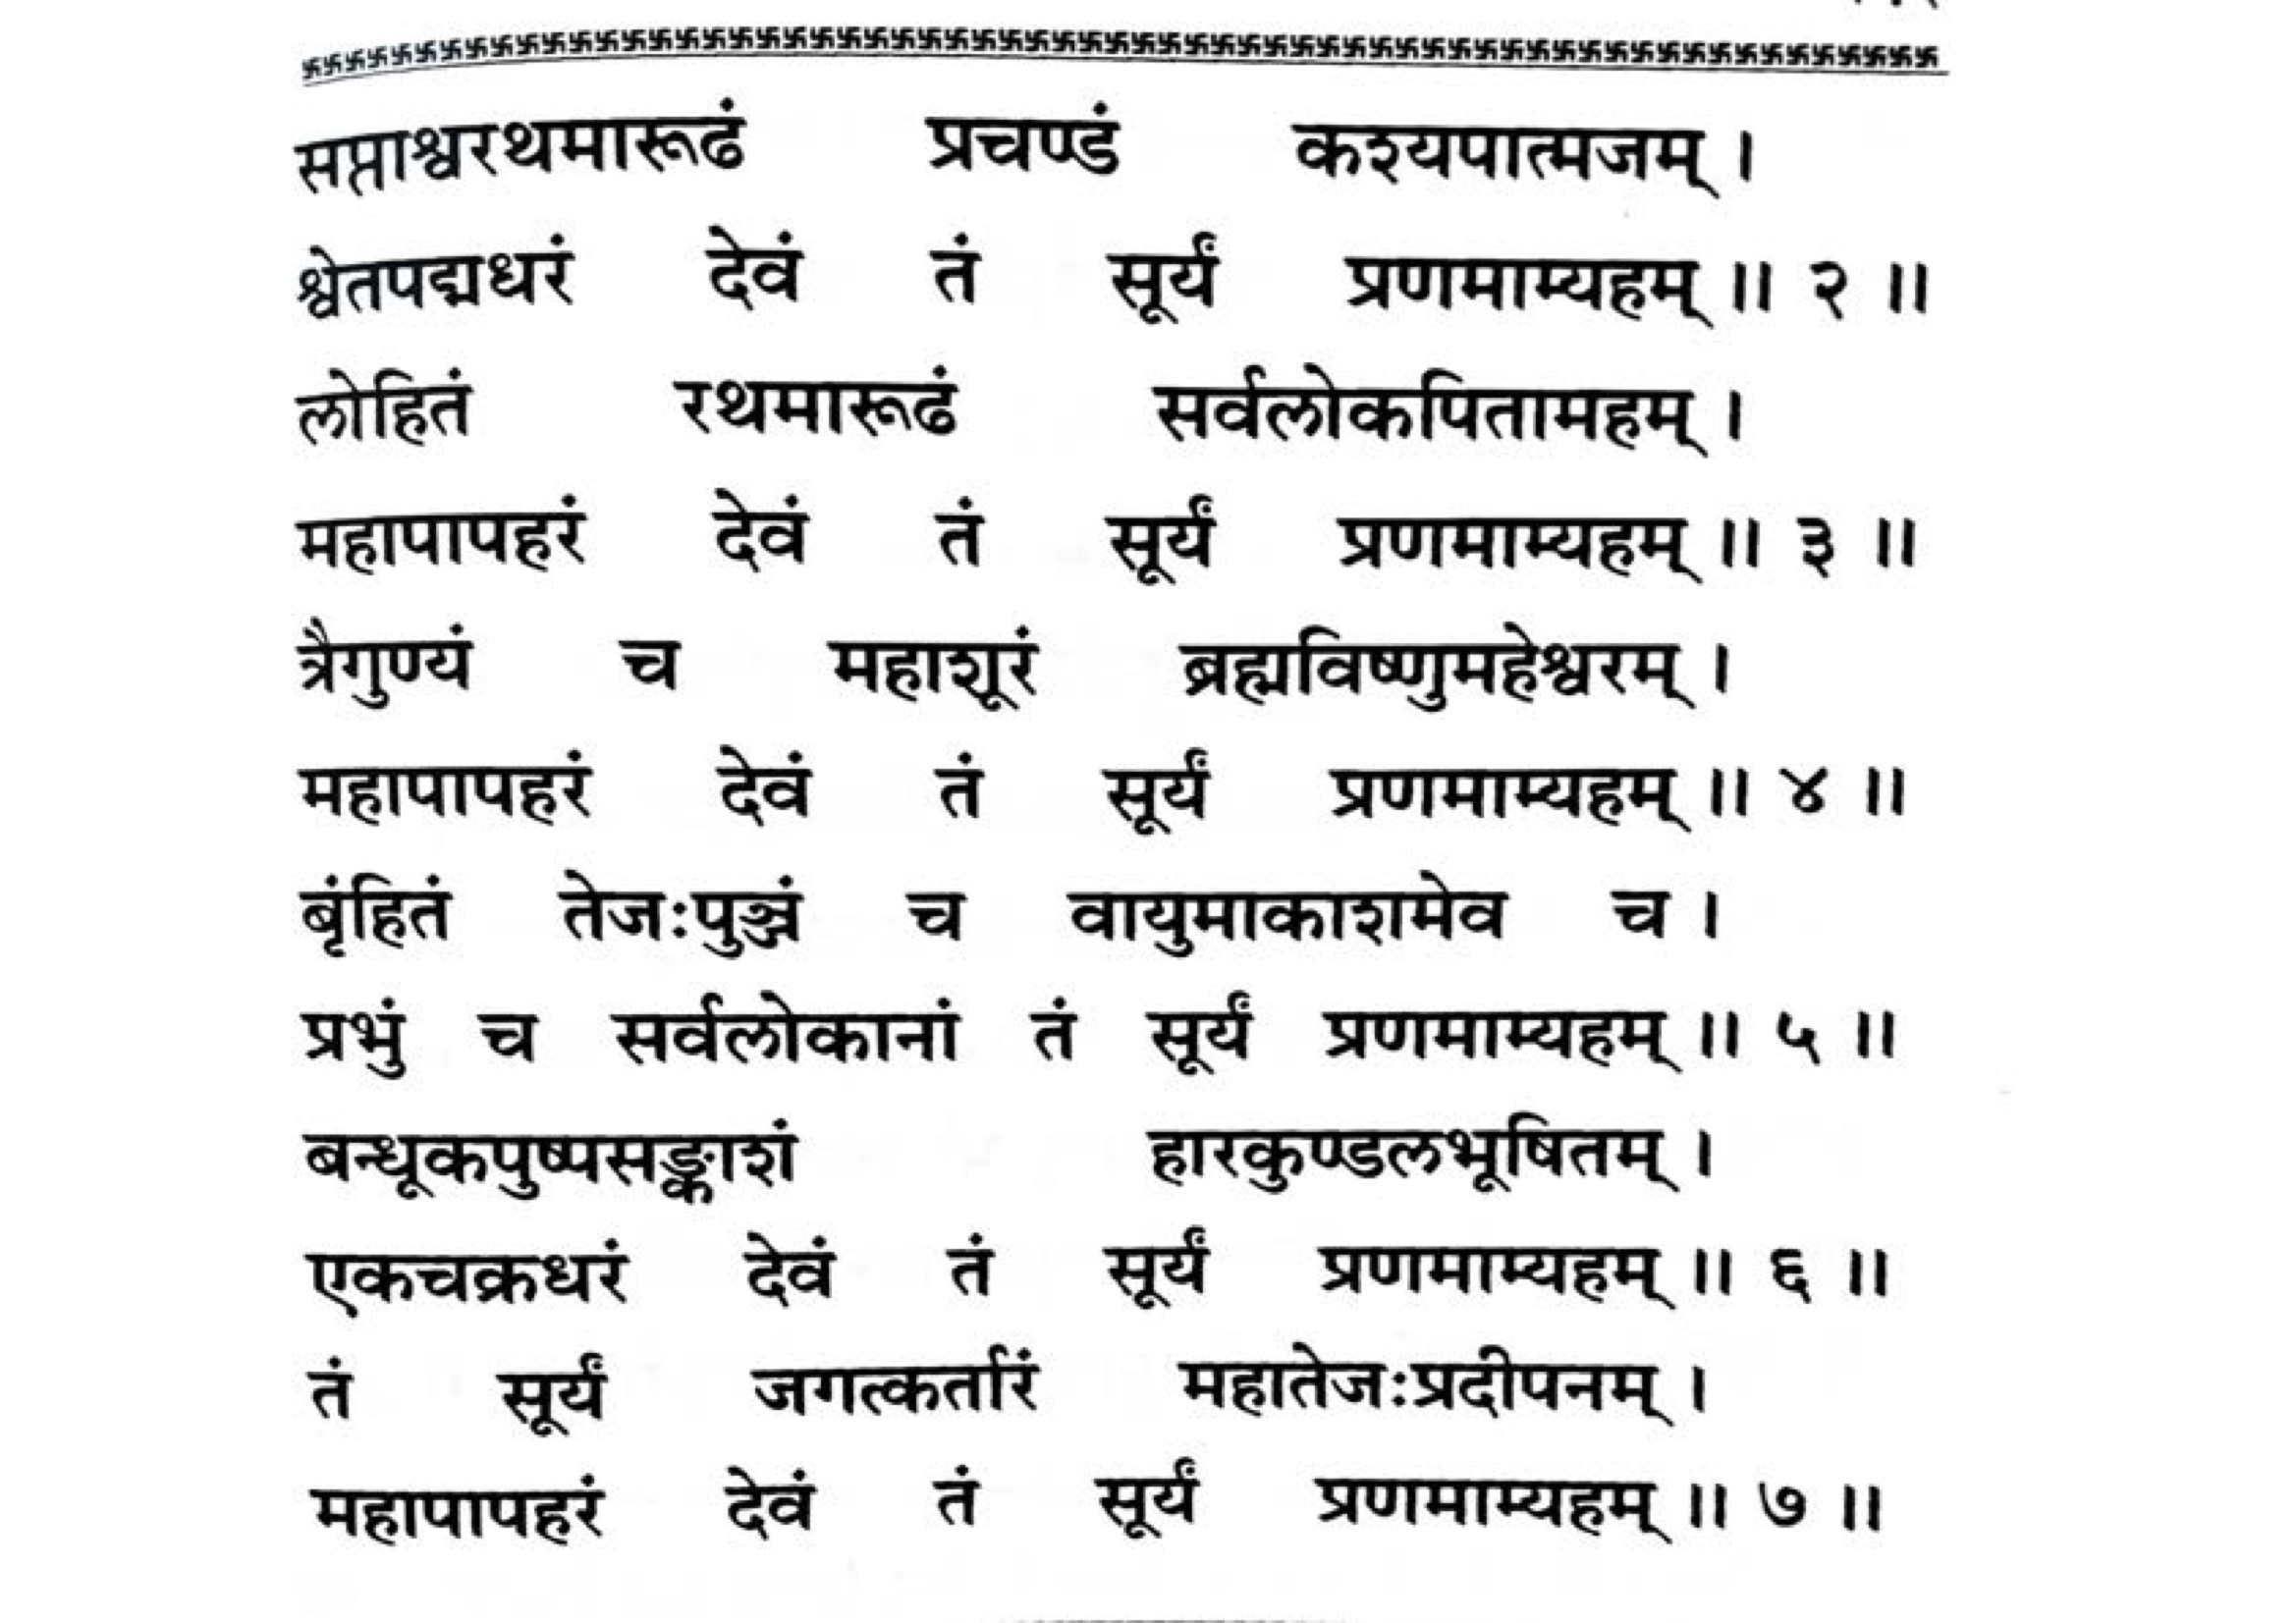 सप्ताश्वरथमारूढं प्रचण्डं कश्यपात्मजम् ।
श्वेतपद्मधरं देवं तं सूर्यं प्रणमाम्यहम् ॥ २ ॥
लोहितं रथमारूढं सर्वलोकपितामहम् ।
महापापहरं देवं तं सूर्यं प्रणमाम्यहम् ॥ ३ ॥
त्रैगुण्यं च महाशूरं ब्रह्मविष्णुमहेश्वरम् ।
महापापहरं देवं तं सूर्यं प्रणमाम्यहम् ॥ ४ ॥
बृंहितं तेजःपुञ्जं च वायुमाकाशमेव च ।
प्रभुं च सर्वलोकानां तं सूर्यं प्रणमाम्यहम् ॥ ५ ॥
बन्धूकपुष्पसङ्काशं हारकुण्डलभूषितम् ।
एकचक्रधरं देवं तं सूर्यं प्रणमाम्यहम् ॥ ६ ॥
तं सूर्यं जगत्कर्तारं महातेजःप्रदीपनम् ।
महापापहरं देवं तं सूर्यं प्रणमाम्यहम् ॥ ७ ॥